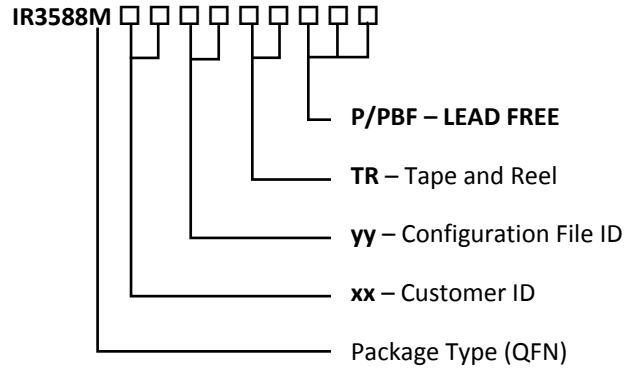 IR3588M □ □ □ □ □ □ □ □ □
P/PBF – LEAD FREE
TR – Tape and Reel
yy – Configuration File ID
xx – Customer ID
Package Type (QFN)